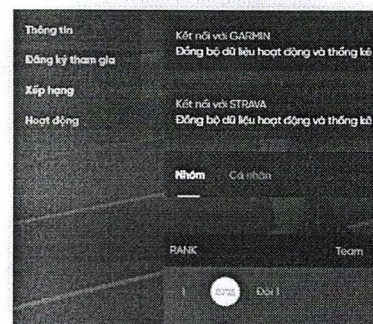 Thông tin
Đăng ký tham gia
Xếp hạng
Hoạt động
Kết nối với GARMIN
Đồng bộ dữ liệu hoạt động và thống kê
Kết nối với STRAVA
Đồng bộ dữ liệu hoạt động và thống kê
Nhóm Cá nhân
RANK Team
1 Đội 1